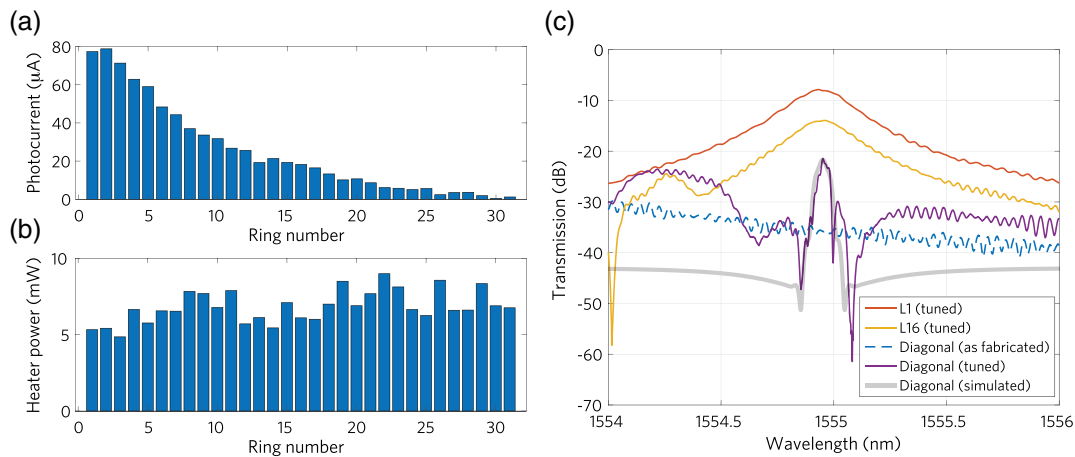 (a)
Photocurrent (μA)
80
60
40
20
0
0 5 10 15 20 25 30
Ring number
(b)
Heater power (mW)
10
5
0
0 5 10 15 20 25 30
Ring number
(c)
Transmission (dB)
0
-10
-20
-30
-40
-50
-60
-70
1554 1554.5 1555 1555.5 1556
Wavelength (nm)
L1 (tuned)
L16 (tuned)
Diagonal (as fabricated)
Diagonal (tuned)
Diagonal (simulated)